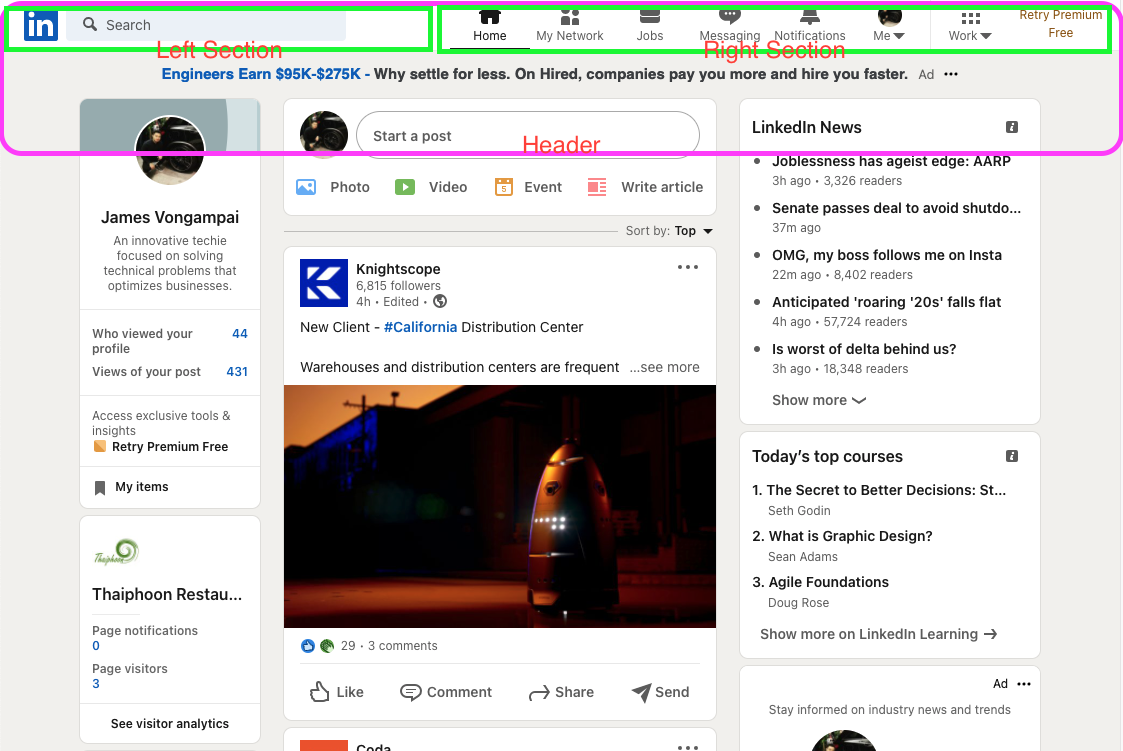 in
Search
Home
My Network
Jobs
Messaging
Notifications
Me
Work
Retry Premium
Free
Left Section
Right Section
Engineers Earn $95K-$275K - Why settle for less. On Hired, companies pay you more and hire you faster. Ad
Header
James Vongampai
An innovative techie
focused on solving
technical problems that
optimizes businesses.
Who viewed your 44
profile
Views of your post 431
Access exclusive tools &
insights
Retry Premium Free
My items
Thaiphoon
Thaiphoon Restau...
Page notifications
0
Page visitors
3
See visitor analytics
Start a post
Photo
Video
Event
Write article
Sort by: Top
Knightscope
6,815 followers
4h • Edited •
New Client - #California Distribution Center
Warehouses and distribution centers are frequent ...see more
29 • 3 comments
Like
Comment
Share
Send
Coda
LinkedIn News
Joblessness has ageist edge: AARP
3h ago • 3,326 readers
Senate passes deal to avoid shutdo...
37m ago
OMG, my boss follows me on Insta
22m ago • 8,402 readers
Anticipated 'roaring '20s' falls flat
4h ago • 57,724 readers
Is worst of delta behind us?
3h ago • 18,348 readers
Show more
Today's top courses
1. The Secret to Better Decisions: St...
Seth Godin
2. What is Graphic Design?
Sean Adams
3. Agile Foundations
Doug Rose
Show more on LinkedIn Learning →
Ad
Stay informed on industry news and trends